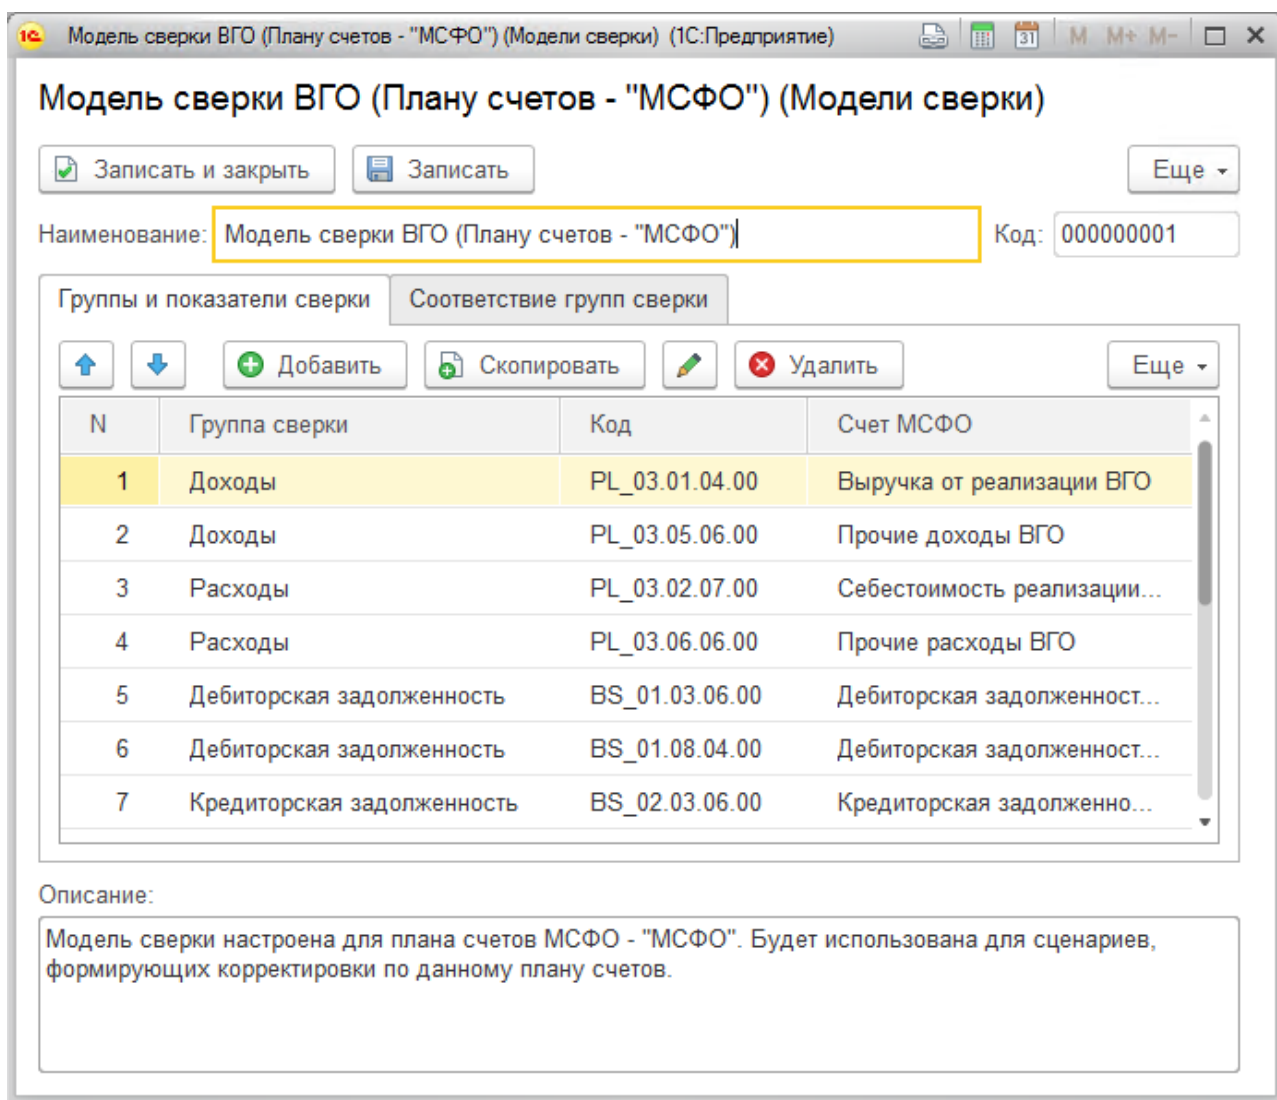 1С Модель сверки ВГО (Плану счетов - "МСФО") (Модели сверки) (1С:Предприятие) 31 M M+ M-
Модель сверки ВГО (Плану счетов - "МСФО") (Модели сверки)
Записать и закрыть Записать Еще
Наименование: Модель сверки ВГО (Плану счетов - "МСФО") Код: 000000001
Группы и показатели сверки Соответствие групп сверки
Добавить Скопировать Удалить Еще
N Группа сверки Код Счет МСФО
1 Доходы PL_03.01.04.00 Выручка от реализации ВГО
2 Доходы PL_03.05.06.00 Прочие доходы ВГО
3 Расходы PL_03.02.07.00 Себестоимость реализации...
4 Расходы PL_03.06.06.00 Прочие расходы ВГО
5 Дебиторская задолженность BS_01.03.06.00 Дебиторская задолженност...
6 Дебиторская задолженность BS_01.08.04.00 Дебиторская задолженност...
7 Кредиторская задолженность BS_02.03.06.00 Кредиторская задолженно...
Описание:
Модель сверки настроена для плана счетов МСФО - "МСФО". Будет использована для сценариев,
формирующих корректировки по данному плану счетов.